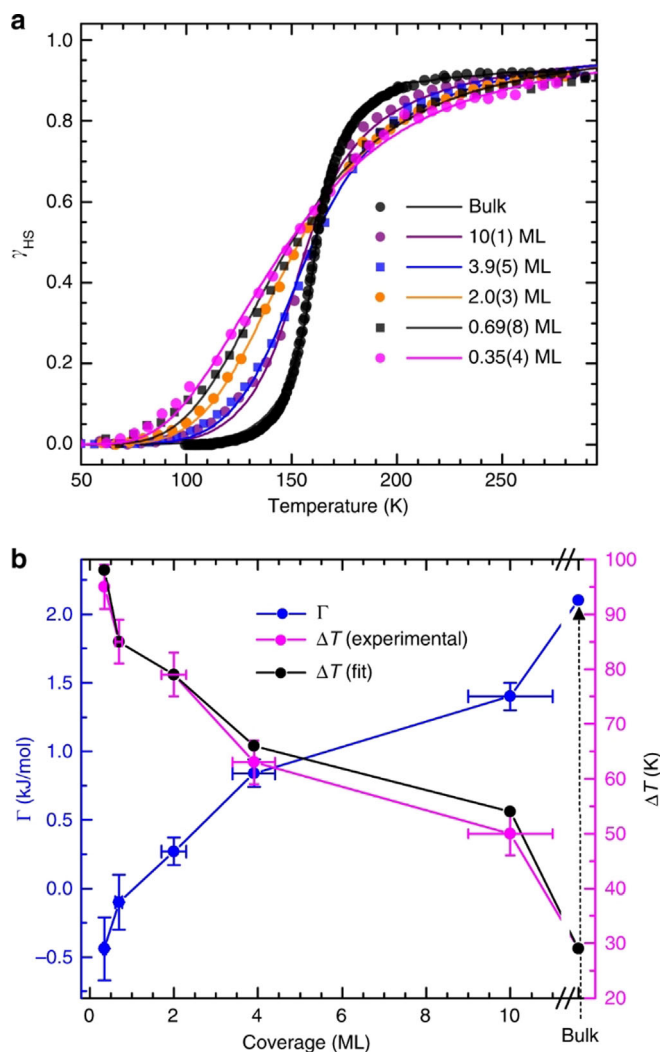 a
1.0
0.8
0.6
0.4
0.2
0.0
γHS
Bulk
10(1) ML
3.9(5) ML
2.0(3) ML
0.69(8) ML
0.35(4) ML
50 100 150 200 250
Temperature (K)
b
2.0
1.5
1.0
0.5
0.0
−0.5
Γ (kJ/mol)
Γ
ΔT (experimental)
ΔT (fit)
100
90
80
70
60
50
40
30
20
ΔT (K)
0 2 4 6 8 10
Bulk
Coverage (ML)